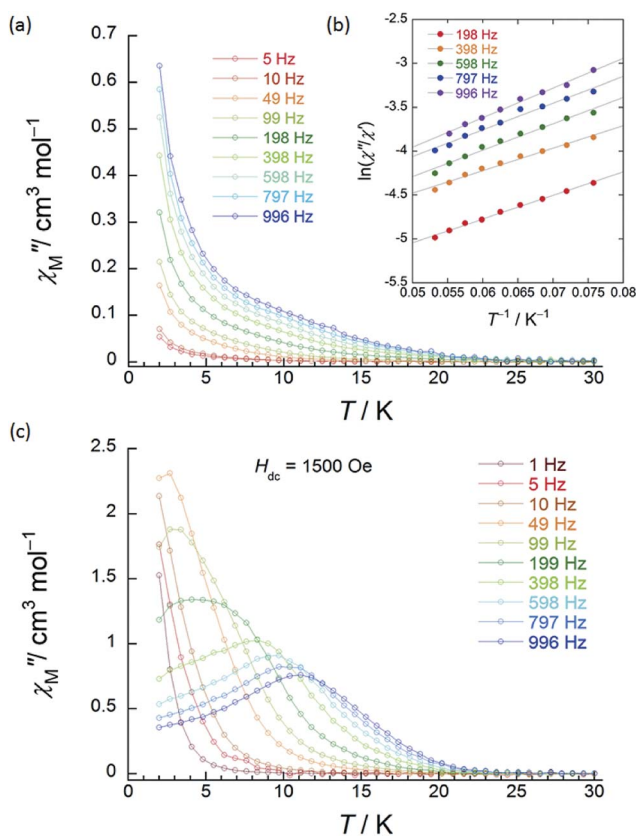 (a)
0.7
0.6
0.5
0.4
0.3
0.2
0.1
0
χM″/ cm³ mol⁻¹
5 Hz
10 Hz
49 Hz
99 Hz
198 Hz
398 Hz
598 Hz
797 Hz
996 Hz
0 5 10 15 20 25 30
T / K
(b)
-2.5
-3
-3.5
-4
-4.5
-5
-5.5
ln(χ″/χ′)
198 Hz
398 Hz
598 Hz
797 Hz
996 Hz
0.05 0.055 0.06 0.065 0.07 0.075 0.08
T⁻¹ / K⁻¹
(c)
2.5
2
1.5
1
0.5
0
χM″/ cm³ mol⁻¹
Hdc = 1500 Oe
1 Hz
5 Hz
10 Hz
49 Hz
99 Hz
199 Hz
398 Hz
598 Hz
797 Hz
996 Hz
0 5 10 15 20 25 30
T / K